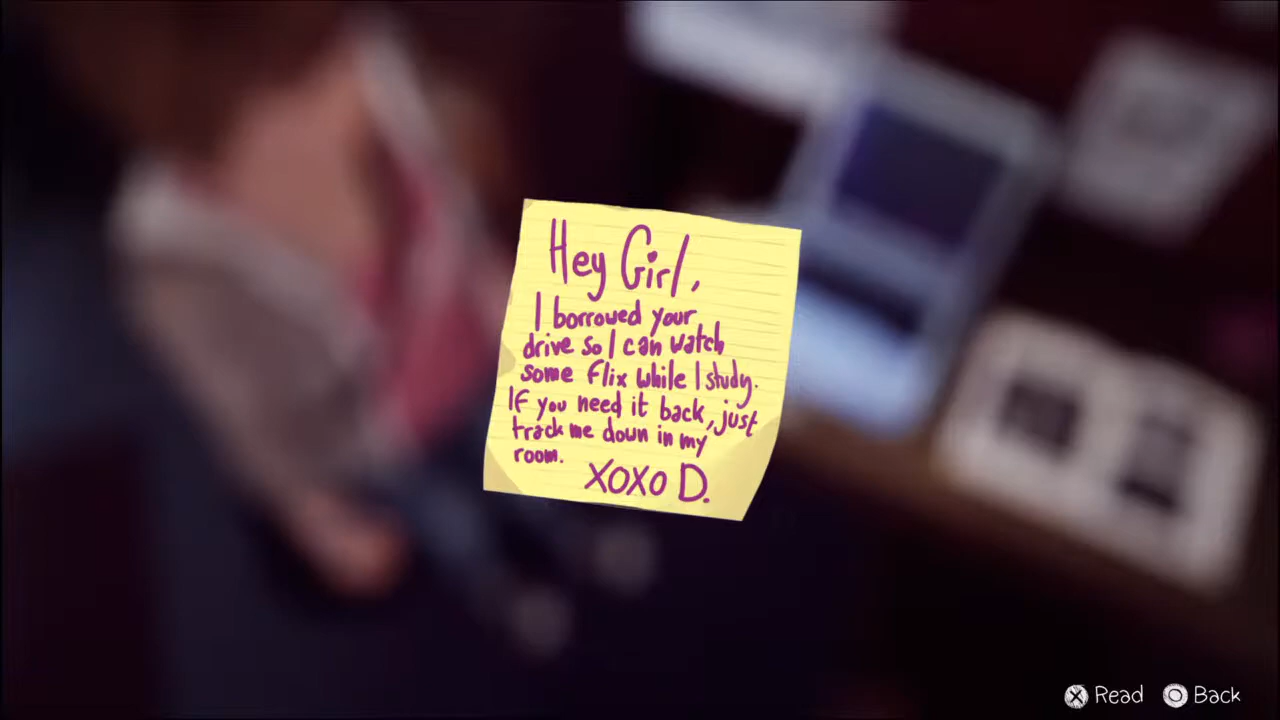 Hey Girl,
I borrowed your
drive so I can watch
some Flix while I study.
If you need it back, just
track me down in my
room.
XOXO D.
Read
Back